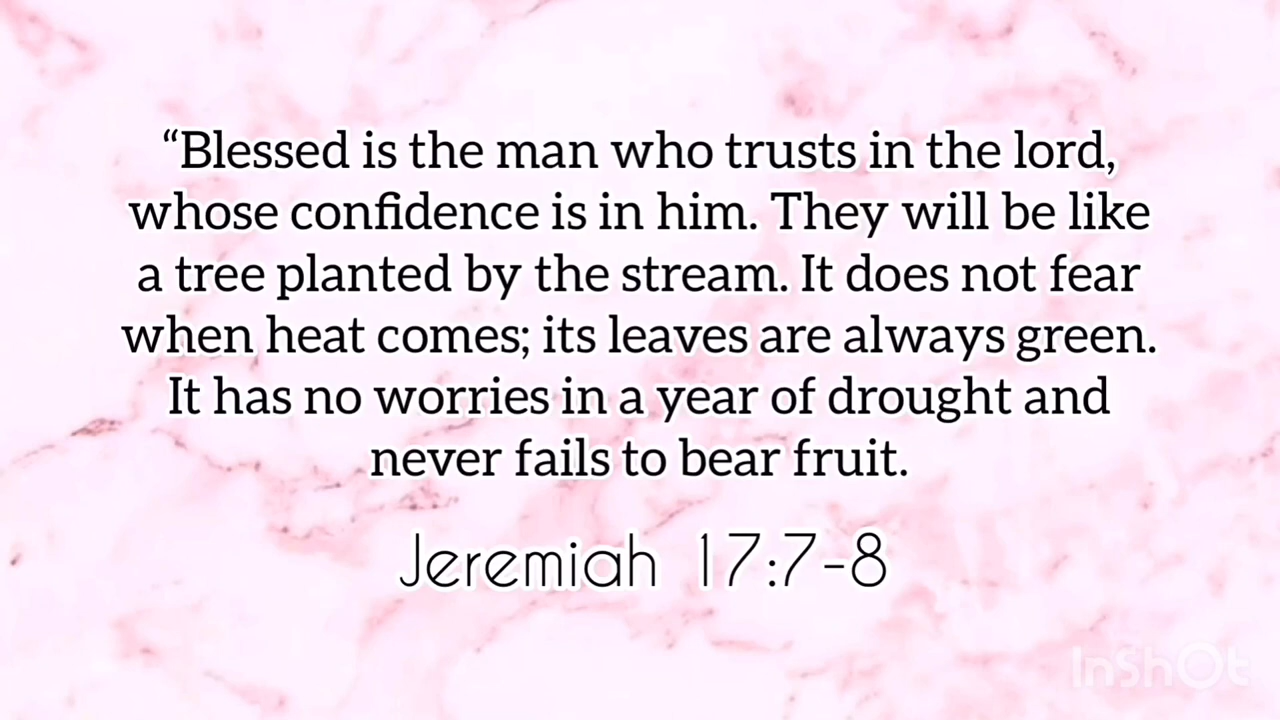 “Blessed is the man who trusts in the lord,
whose confidence is in him. They will be like
a tree planted by the stream. It does not fear
when heat comes; its leaves are always green.
It has no worries in a year of drought and
never fails to bear fruit.
Jeremiah 17:7-8
InShOt